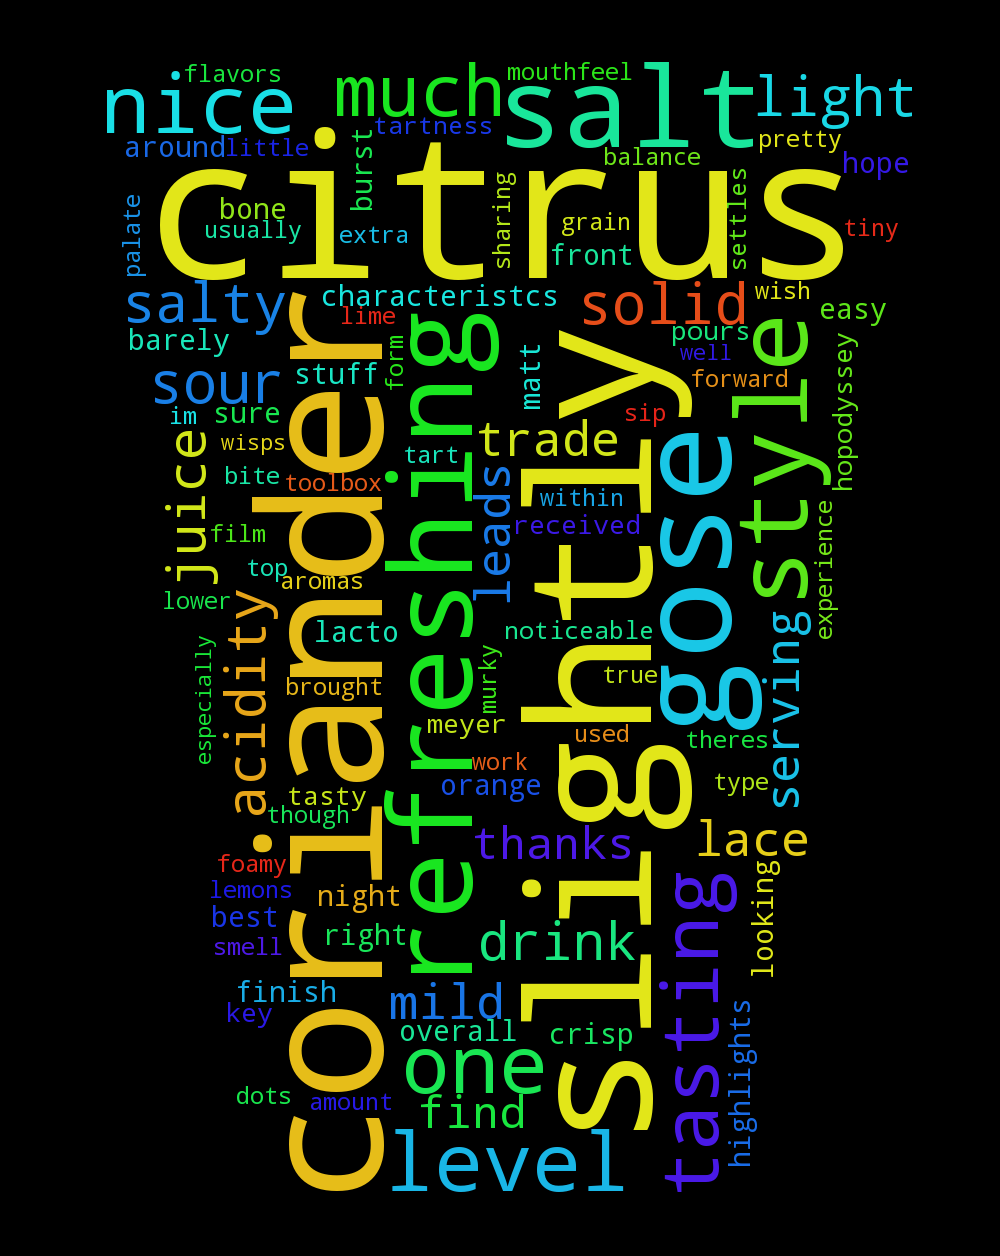 flavors
mouthfeel
nice
much
salt
light
tartness
pretty
around
little
burst
balance
hope
citrus
palate
bone
usually
extra
sharing
grain
front
settles
tiny
salty
characteristcs
solid
wish
easy
lime
barely
pours
well
stuff
form
matt
forward
sour
im
sure
sip
style
hopodyssey
wisps
trade
juice
bite
toolbox
tart
leads
within
film
received
experience
top
aromas
lower
coriander
refreshing
slightly
gose
acidity
lacto
noticeable
serving
especially
brought
murky
true
meyer
used
theres
work
orange
type
tasty
though
thanks
lace
foamy
lemons
night
looking
best
smell
right
drink
tasting
finish
key
mild
overall
crisp
highlights
one
dots
amount
find
level